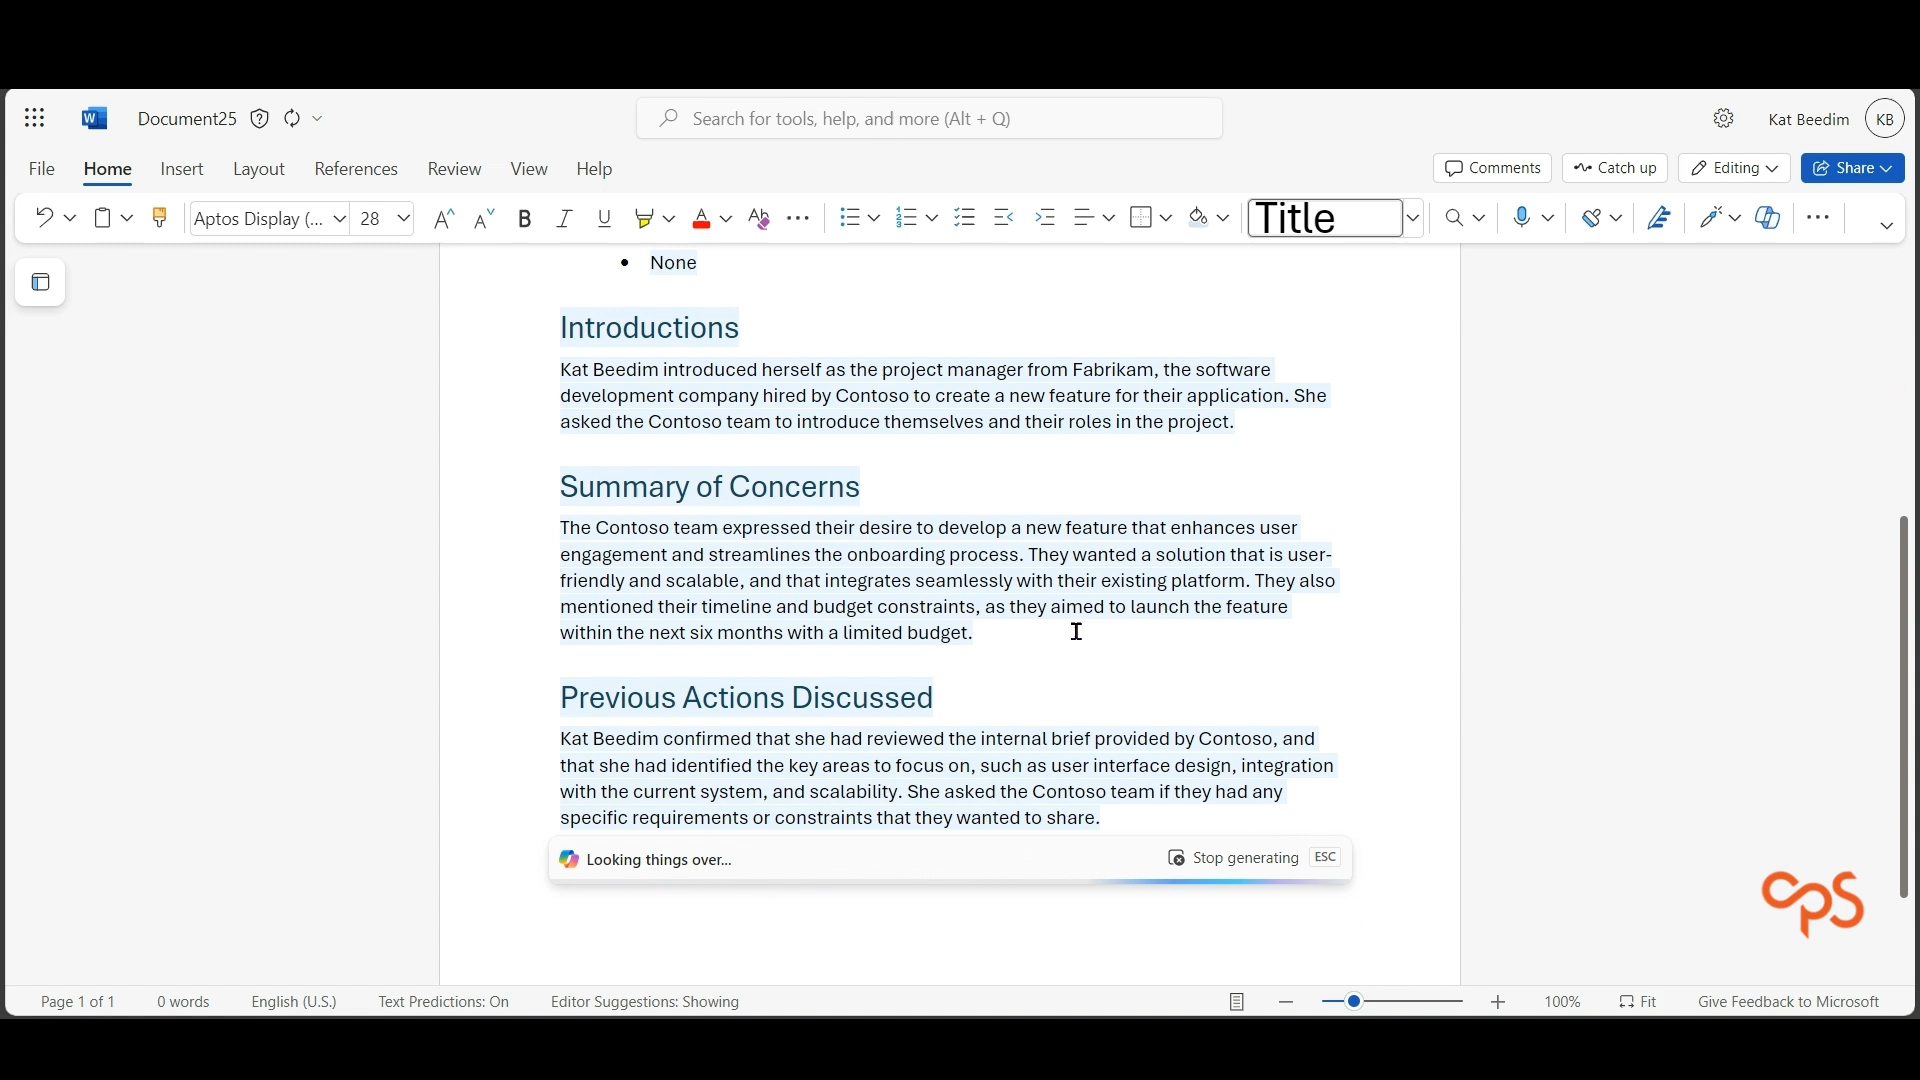 Document25
Search for tools, help, and more (Alt + Q)
Kat Beedim
KB
File
Home
Insert
Layout
References
Review
View
Help
Comments
Catch up
Editing
Share
Aptos Display (...
28
Title
None
Introductions
Kat Beedim introduced herself as the project manager from Fabrikam, the software
development company hired by Contoso to create a new feature for their application. She
asked the Contoso team to introduce themselves and their roles in the project.
Summary of Concerns
The Contoso team expressed their desire to develop a new feature that enhances user
engagement and streamlines the onboarding process. They wanted a solution that is user-
friendly and scalable, and that integrates seamlessly with their existing platform. They also
mentioned their timeline and budget constraints, as they aimed to launch the feature
within the next six months with a limited budget.
Previous Actions Discussed
Kat Beedim confirmed that she had reviewed the internal brief provided by Contoso, and
that she had identified the key areas to focus on, such as user interface design, integration
with the current system, and scalability. She asked the Contoso team if they had any
specific requirements or constraints that they wanted to share.
Looking things over...
Stop generating
ESC
cps
Page 1 of 1
0 words
English (U.S.)
Text Predictions: On
Editor Suggestions: Showing
100%
Fit
Give Feedback to Microsoft